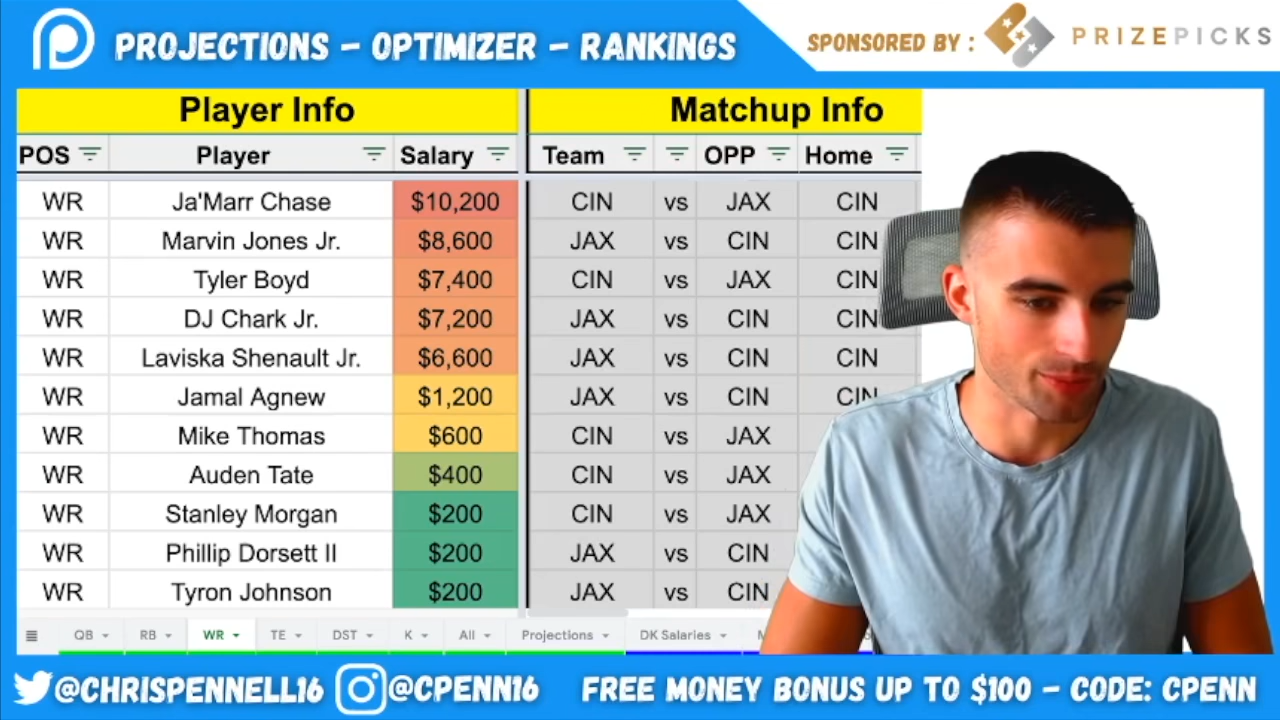 PROJECTIONS - OPTIMIZER - RANKINGS
SPONSORED BY : PRIZEPICKS
Player Info Matchup Info
POS Player Salary Team OPP Home
WR Ja'Marr Chase $10,200 CIN vs JAX CIN
WR Marvin Jones Jr. $8,600 JAX vs CIN CIN
WR Tyler Boyd $7,400 CIN vs JAX CIN
WR DJ Chark Jr. $7,200 JAX vs CIN CIN
WR Laviska Shenault Jr. $6,600 JAX vs CIN CIN
WR Jamal Agnew $1,200 JAX vs CIN CIN
WR Mike Thomas $600 CIN vs JAX
WR Auden Tate $400 CIN vs JAX
WR Stanley Morgan $200 CIN vs JAX
WR Phillip Dorsett II $200 JAX vs CIN
WR Tyron Johnson $200 JAX vs CIN
QB RB WR TE DST K All Projections DK Salaries
@CHRISPENNELL16 @CPENN16 FREE MONEY BONUS UP TO $100 - CODE: CPENN